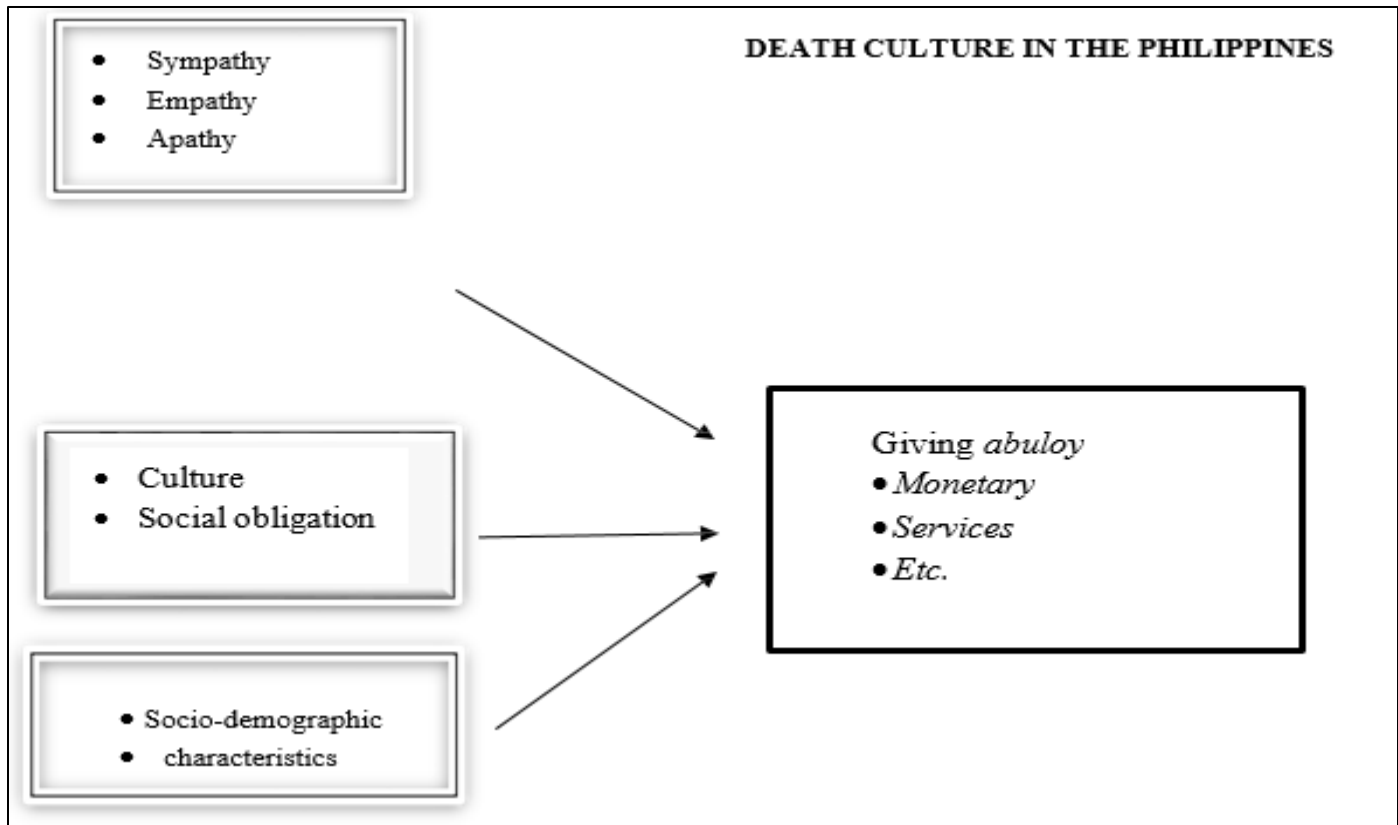 DEATH CULTURE IN THE PHILIPPINES
• Sympathy
• Empathy
• Apathy
• Culture
• Social obligation
• Socio-demographic
• characteristics
Giving abuloy
• Monetary
• Services
• Etc.